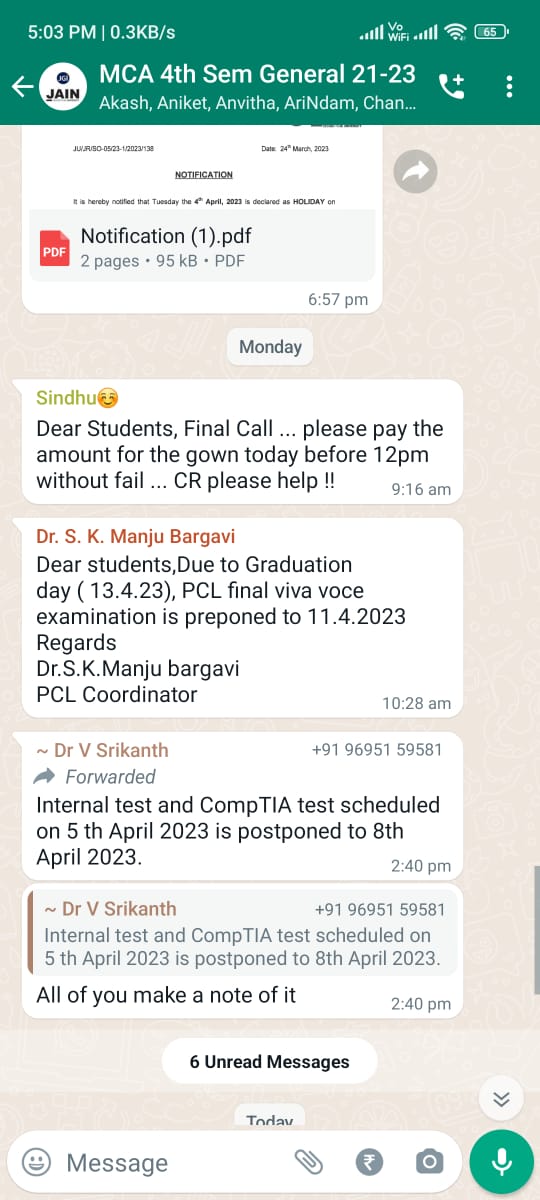 5:03 PM | 0.3KB/s
Vo
WiFi
65
JGI
JAIN
MCA 4th Sem General 21-23
Akash, Aniket, Anvitha, AriNdam, Chan...
JU/JR/SO-05/23-1/2023/138
Date: 24th March, 2023
NOTIFICATION
It is hereby notified that Tuesday the 4th April, 2023 is declared as HOLIDAY on
PDF
Notification (1).pdf
2 pages • 95 kB • PDF
6:57 pm
Monday
Sindhu😊
Dear Students, Final Call ... please pay the
amount for the gown today before 12pm
without fail ... CR please help !!
9:16 am
Dr. S. K. Manju Bargavi
Dear students,Due to Graduation
day ( 13.4.23), PCL final viva voce
examination is preponed to 11.4.2023
Regards
Dr.S.K.Manju bargavi
PCL Coordinator
10:28 am
~ Dr V Srikanth +91 96951 59581
Forwarded
Internal test and CompTIA test scheduled
on 5 th April 2023 is postponed to 8th
April 2023.
2:40 pm
~ Dr V Srikanth +91 96951 59581
Internal test and CompTIA test scheduled on
5 th April 2023 is postponed to 8th April 2023.
All of you make a note of it
2:40 pm
6 Unread Messages
Today
Message